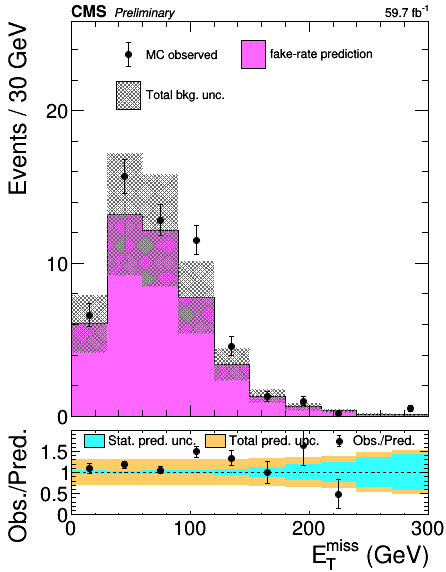 CMS Preliminary 59.7 fb⁻¹
MC observed fake-rate prediction
Total bkg. unc.
Events / 30 GeV
20
10
0
Stat. pred. unc. Total pred. unc. Obs./Pred.
Obs./Pred.
1.5
1
0.5
0
0 100 200 300
E_T^miss (GeV)